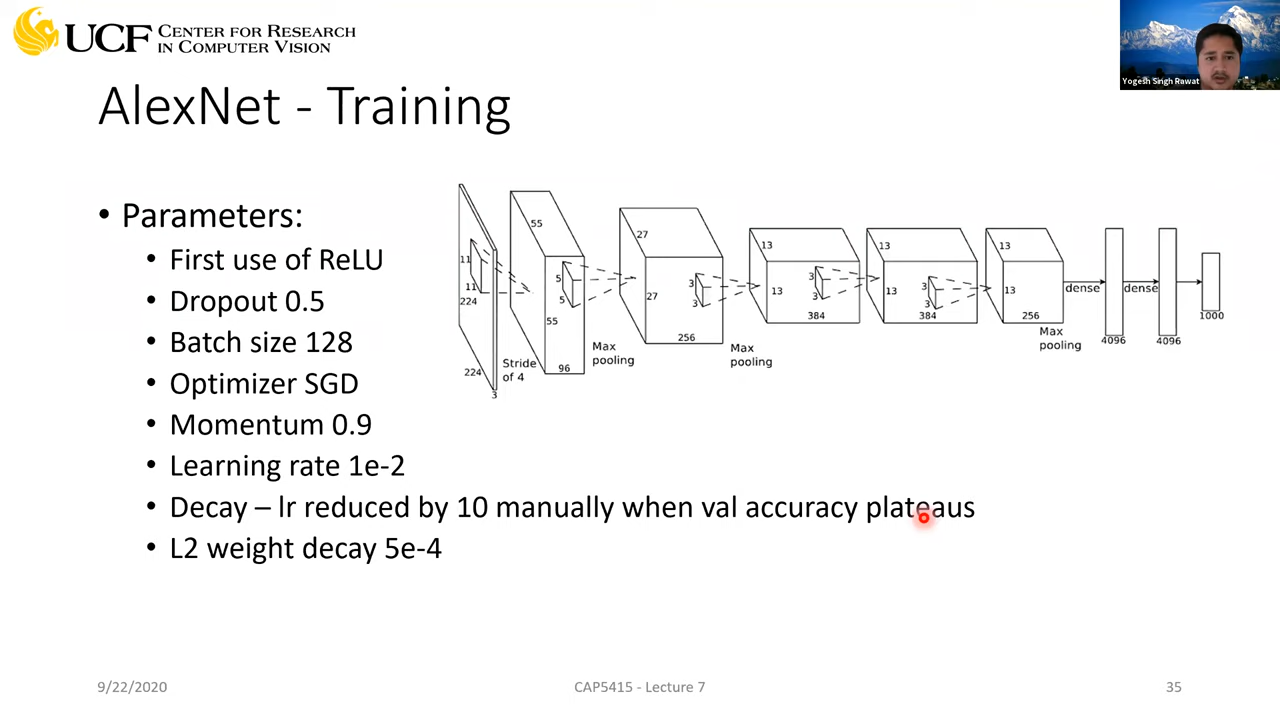 UCF CENTER FOR RESEARCH
IN COMPUTER VISION
Yogesh Singh Rawat
AlexNet - Training
• Parameters:
• First use of ReLU
• Dropout 0.5
• Batch size 128
• Optimizer SGD
• Momentum 0.9
• Learning rate 1e-2
• Decay – lr reduced by 10 manually when val accuracy plateaus
• L2 weight decay 5e-4
11
11
224
224
3
Stride
of 4
55
55
5
5
96
Max
pooling
27
27
3
3
256
Max
pooling
13
13
3
3
384
13
13
3
3
384
13
13
256
Max
pooling
dense
4096
dense
4096
1000
9/22/2020
CAP5415 - Lecture 7
35